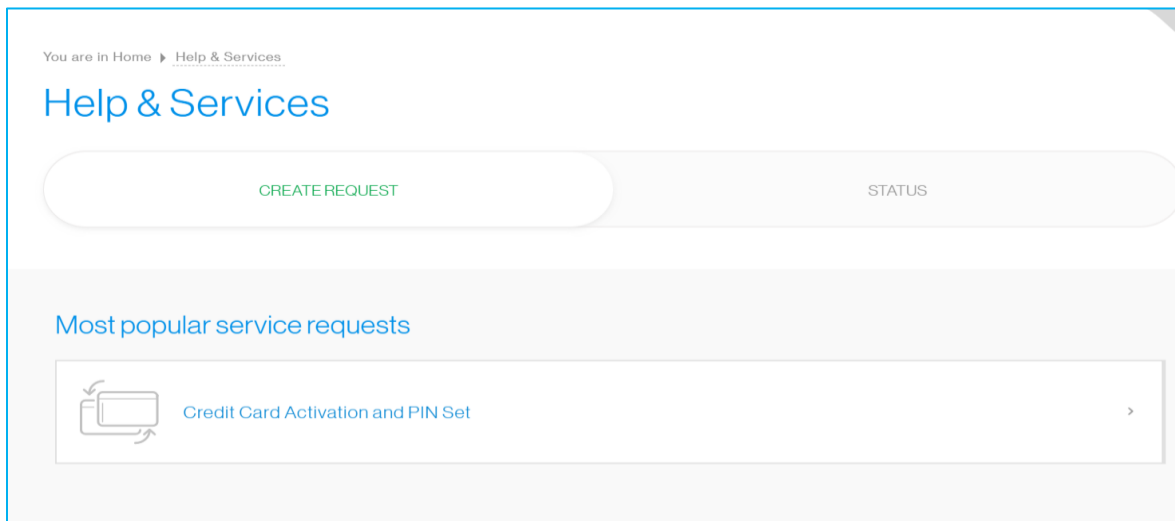 You are in Home Help & Services
Help & Services
CREATE REQUEST STATUS
Most popular service requests
Credit Card Activation and PIN Set